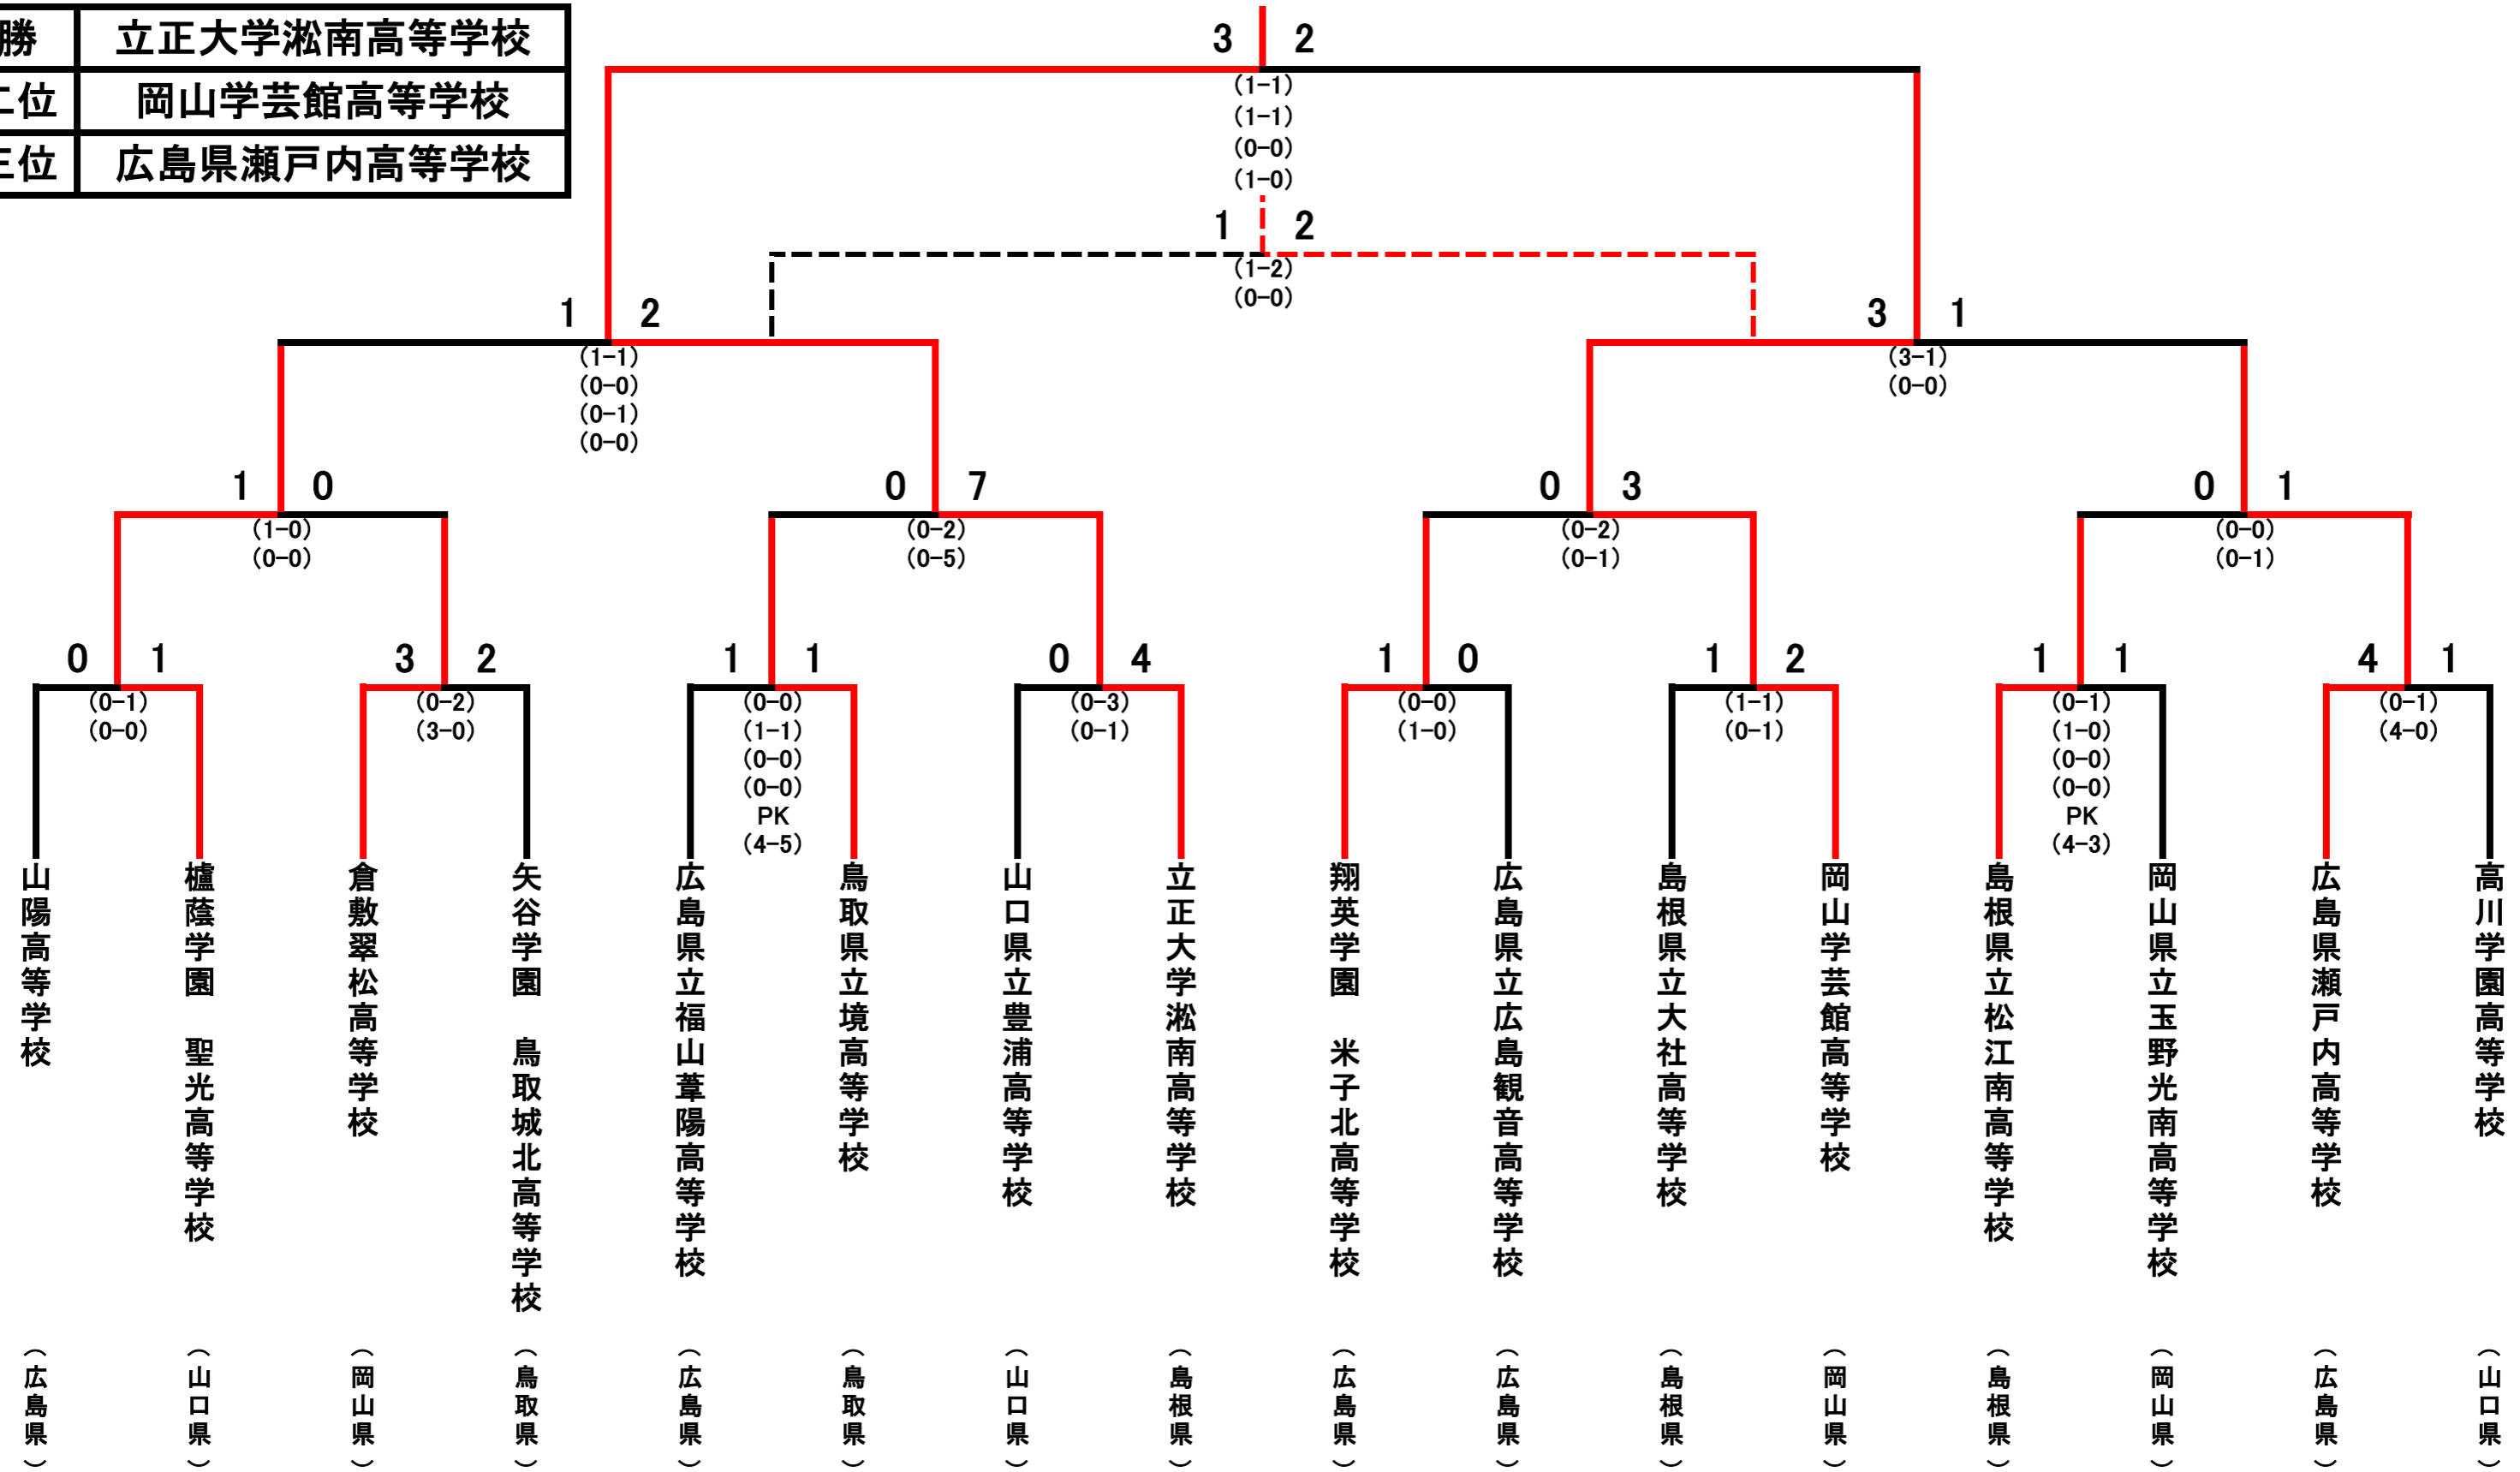 勝 立正大学淞南高等学校
二位 岡山学芸館高等学校
三位 広島県瀬戸内高等学校
3 2
(1-1)
(1-1)
(0-0)
(1-0)
1 2
(1-2)
(0-0)
1 2
(1-1)
(0-0)
(0-1)
(0-0)
3 1
(3-1)
(0-0)
1 0
(1-0)
(0-0)
0 7
(0-2)
(0-5)
0 3
(0-2)
(0-1)
0 1
(0-0)
(0-1)
0 1
(0-1)
(0-0)
3 2
(0-2)
(3-0)
1 1
(0-0)
(1-1)
(0-0)
(0-0)
PK
(4-5)
0 4
(0-3)
(0-1)
1 0
(0-0)
(1-0)
1 2
(1-1)
(0-1)
1 1
(0-1)
(1-0)
(0-0)
(0-0)
PK
(4-3)
4 1
(0-1)
(4-0)
山陽高等学校
櫨蔭学園 聖光高等学校
倉敷翠松高等学校
矢谷学園 鳥取城北高等学校
広島県立福山葦陽高等学校
鳥取県立境高等学校
山口県立豊浦高等学校
立正大学淞南高等学校
翔英学園 米子北高等学校
広島県立広島観音高等学校
島根県立大社高等学校
岡山学芸館高等学校
島根県立松江南高等学校
岡山県立玉野光南高等学校
広島県瀬戸内高等学校
高川学園高等学校
(広島県)
(山口県)
(岡山県)
(鳥取県)
(広島県)
(鳥取県)
(山口県)
(島根県)
(広島県)
(広島県)
(島根県)
(岡山県)
(島根県)
(岡山県)
(広島県)
(山口県)